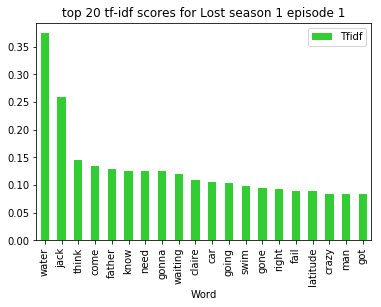 top 20 tf-idf scores for Lost season 1 episode 1
Tfidf
0.35
0.30
0.25
0.20
0.15
0.10
0.05
0.00
water
jack
think
come
father
know
need
gonna
waiting
claire
car
going
swim
gone
right
fail
latitude
crazy
man
got
Word